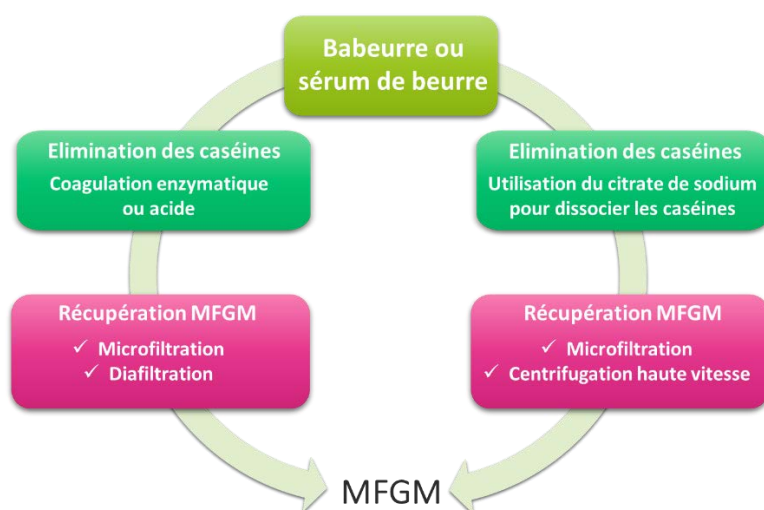 Babeurre ou
sérum de beurre
Elimination des caséines
Coagulation enzymatique
ou acide
Récupération MFGM
✓ Microfiltration
✓ Diafiltration
Elimination des caséines
Utilisation du citrate de sodium
pour dissocier les caséines
Récupération MFGM
✓ Microfiltration
✓ Centrifugation haute vitesse
MFGM